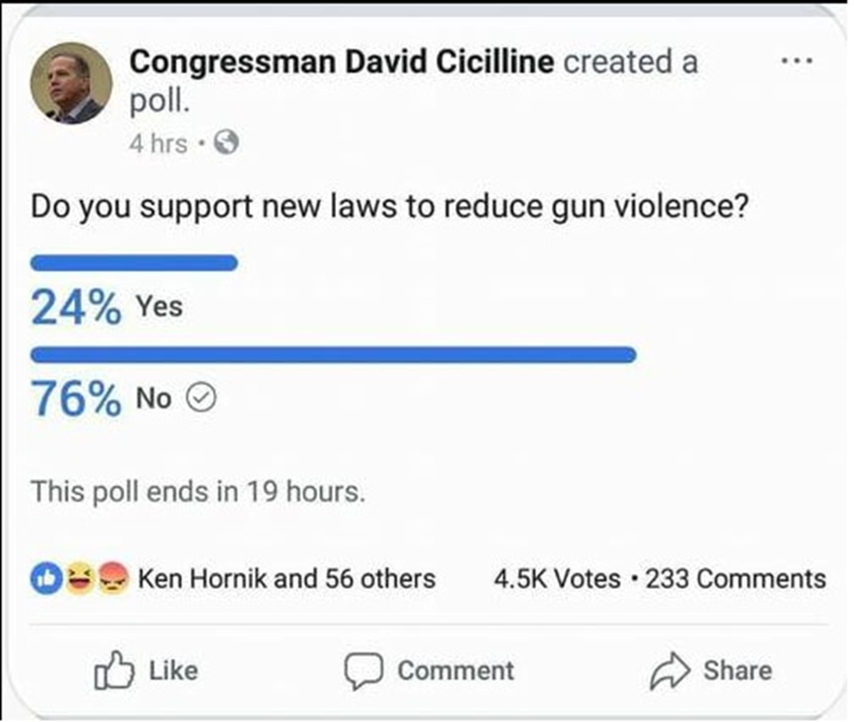 Congressman David Cicilline created a
poll.
4 hrs ·
Do you support new laws to reduce gun violence?
24% Yes
76% No
This poll ends in 19 hours.
Ken Hornik and 56 others 4.5K Votes • 233 Comments
Like Comment Share